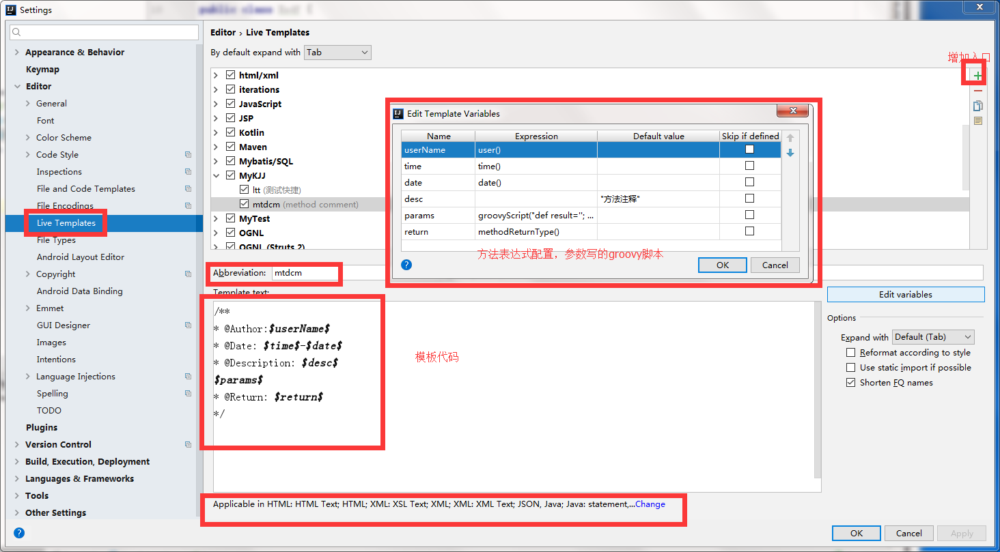 Settings
public class
Appearance & Behavior
Keymap
Editor
General
Font
Color Scheme
Code Style
Inspections
File and Code Templates
File Encodings
Live Templates
File Types
Android Layout Editor
Copyright
Android Data Binding
Emmet
GUI Designer
Images
Intentions
Language Injections
Spelling
TODO
Plugins
Version Control
Build, Execution, Deployment
Languages & Frameworks
Tools
Other Settings
Editor › Live Templates
By default expand with Tab
增加入口
html/xml
iterations
JavaScript
JSP
Kotlin
Maven
Mybatis/SQL
MyKJJ
ltt (测试快捷)
mtdcm (method comment)
MyTest
OGNL
OGNL (Struts 2)
Edit Template Variables
Name Expression Default value Skip if defined
userName user()
time time()
date date()
desc "方法注释"
params groovyScript("def result=''; ...
return methodReturnType()
方法表达式配置，参数写的groovy脚本
OK Cancel
Abbreviation: mtdcm
Template text:
/**
* @Author:$userName$
* @Date: $time$-$date$
* @Description: $desc$
$params$
* @Return: $return$
*/
模板代码
Edit variables
Options
Expand with Default (Tab)
Reformat according to style
Use static import if possible
Shorten FQ names
Applicable in HTML: HTML Text; HTML; XML: XSL Text; XML; XML: XML Text; JSON, Java; Java: statement,...Change
OK Cancel Apply